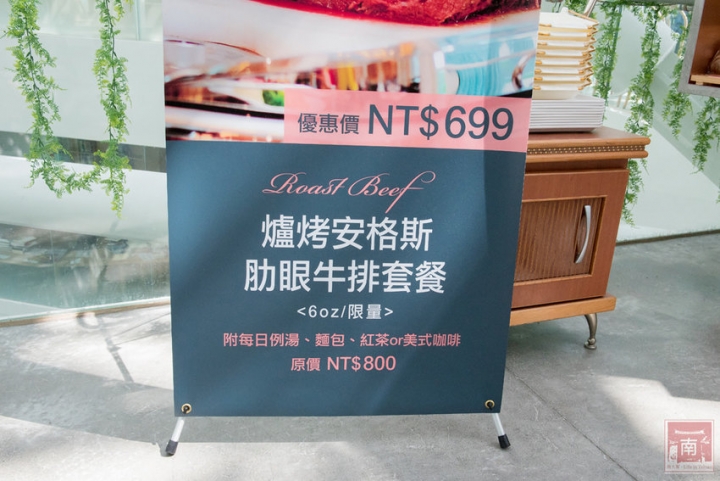 優惠價 NT$699
Roast Beef
爐烤安格斯
肋眼牛排套餐
<6oz/限量>
附每日例湯、麵包、紅茶or美式咖啡
原價 NT$800
南